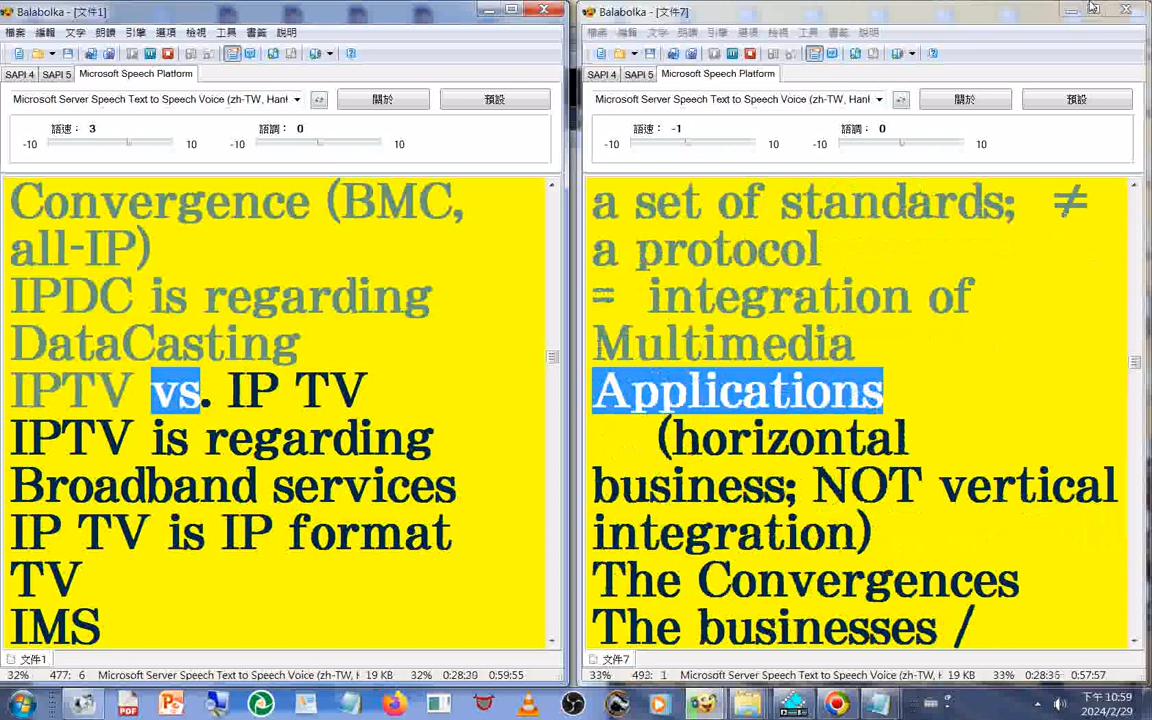 Balabolka - [文件1]
檔案 編輯 文字 朗讀 引擎 選項 檢視 工具 書籤 說明
SAPI 4 SAPI 5 Microsoft Speech Platform
Microsoft Server Speech Text to Speech Voice (zh-TW, Hanl
關於 預設
語速： 3 語調： 0
-10 10 -10 10
Convergence (BMC,
all-IP)
IPDC is regarding
DataCasting
IPTV vs. IP TV
IPTV is regarding
Broadband services
IP TV is IP format
TV
IMS
文件1
32% 477: 6 Microsoft Server Speech Text to Speech Voice (zh-TW, H 19 KB 32% 0:28:39 0:59:55
Balabolka - [文件7]
檔案 編輯 文字 朗讀 引擎 選項 檢視 工具 書籤 說明
SAPI 4 SAPI 5 Microsoft Speech Platform
Microsoft Server Speech Text to Speech Voice (zh-TW, Hanl
關於 預設
語速： -1 語調： 0
-10 10 -10 10
a set of standards; ≠
a protocol
= integration of
Multimedia
Applications
(horizontal
business; NOT vertical
integration)
The Convergences
The businesses /
文件7
33% 493: 1 Microsoft Server Speech Text to Speech Voice (zh-TW, H 19 KB 33% 0:28:35 0:57:57
下午 10:59
2024/2/29